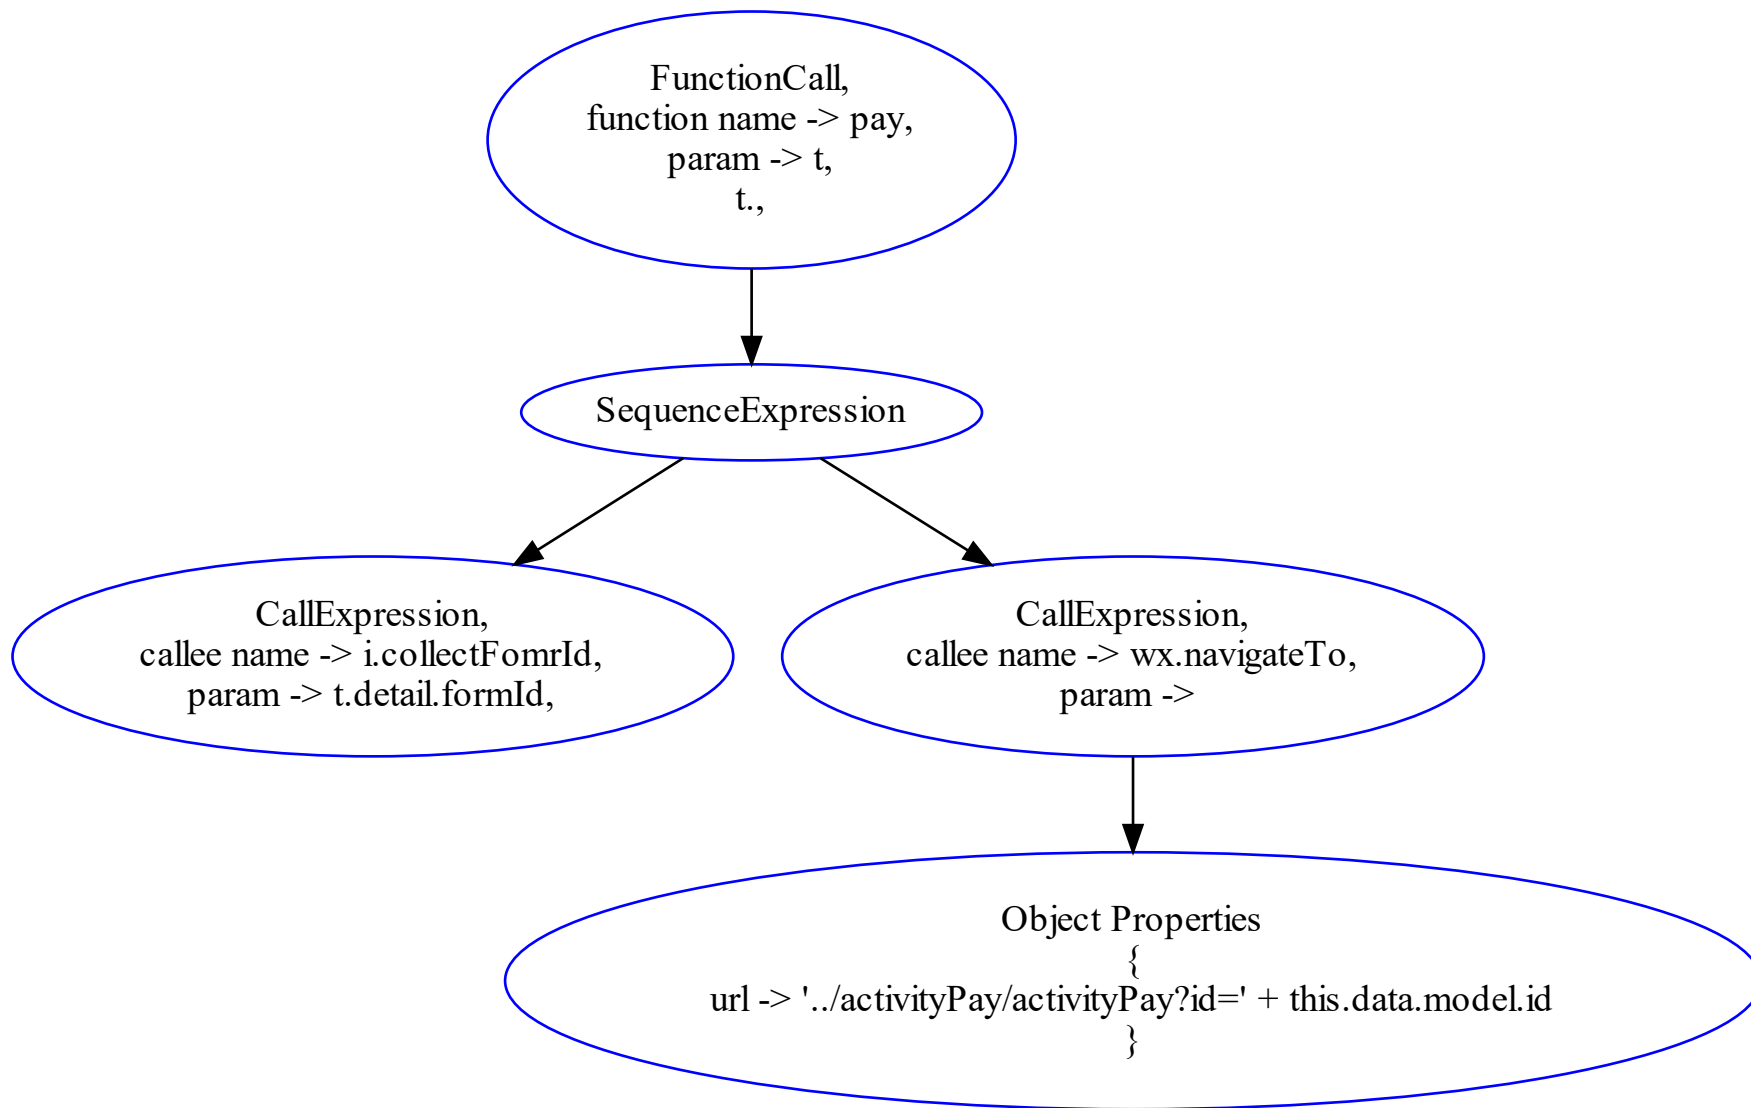 FunctionCall,
function name -> pay,
param -> t,
t.,
SequenceExpression
CallExpression,
callee name -> i.collectFomrId,
param -> t.detail.formId,
CallExpression,
callee name -> wx.navigateTo,
param ->
Object Properties
{
url -> '../activityPay/activityPay?id=' + this.data.model.id
}